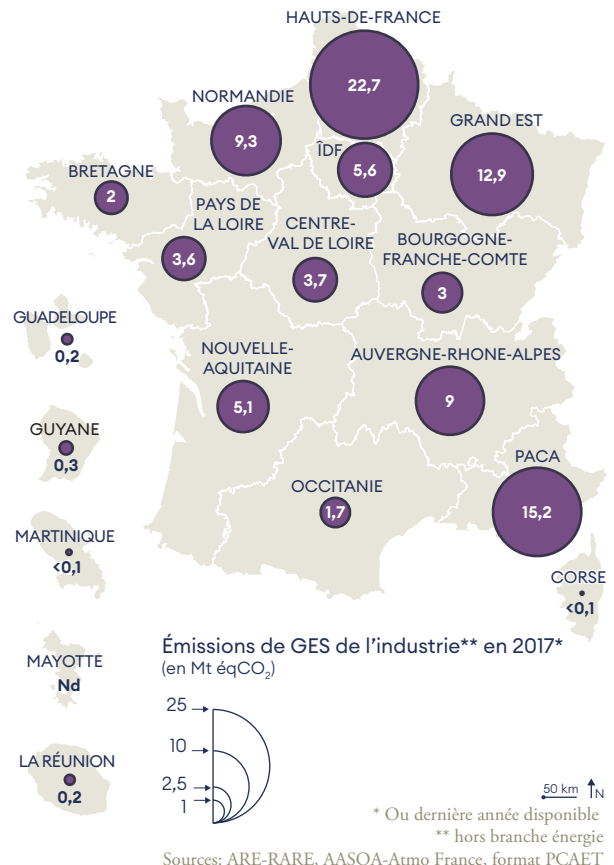 HAUTS-DE-FRANCE
22,7
NORMANDIE
9,3
GRAND EST
12,9
ÎDF
5,6
BRETAGNE
2
PAYS DE
LA LOIRE
3,6
CENTRE-
VAL DE LOIRE
3,7
BOURGOGNE-
FRANCHE-COMTE
3
GUADELOUPE
0,2
NOUVELLE-
AQUITAINE
5,1
AUVERGNE-RHONE-ALPES
9
GUYANE
0,3
PACA
15,2
OCCITANIE
1,7
MARTINIQUE
<0,1
CORSE
<0,1
MAYOTTE
Nd
Émissions de GES de l’industrie** en 2017*
(en Mt éqCO₂)
25
10
2,5
1
LA RÉUNION
0,2
50 km N
* Ou dernière année disponible
** hors branche énergie
Sources: ARE-RARE, AASOA-Atmo France, format PCAET